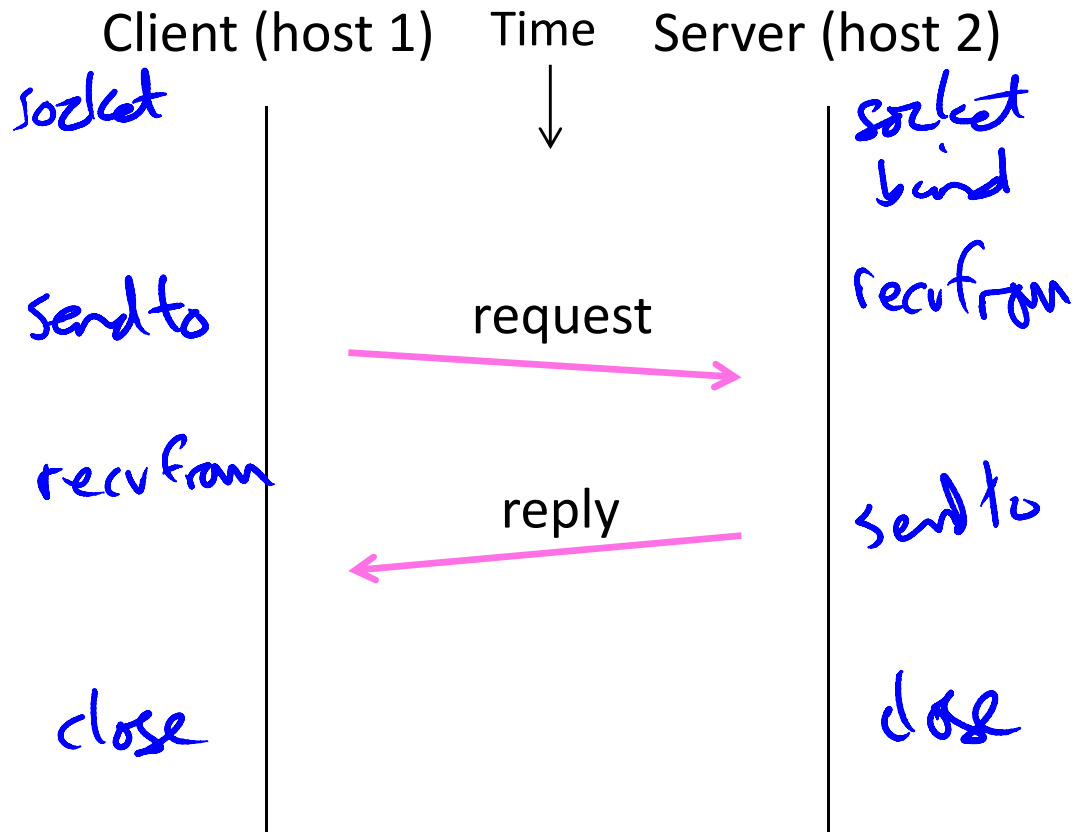 Client (host 1) Time Server (host 2)
socket
socket
bind
recvfrom
sendto
request
recvfrom
reply
sendto
close
close